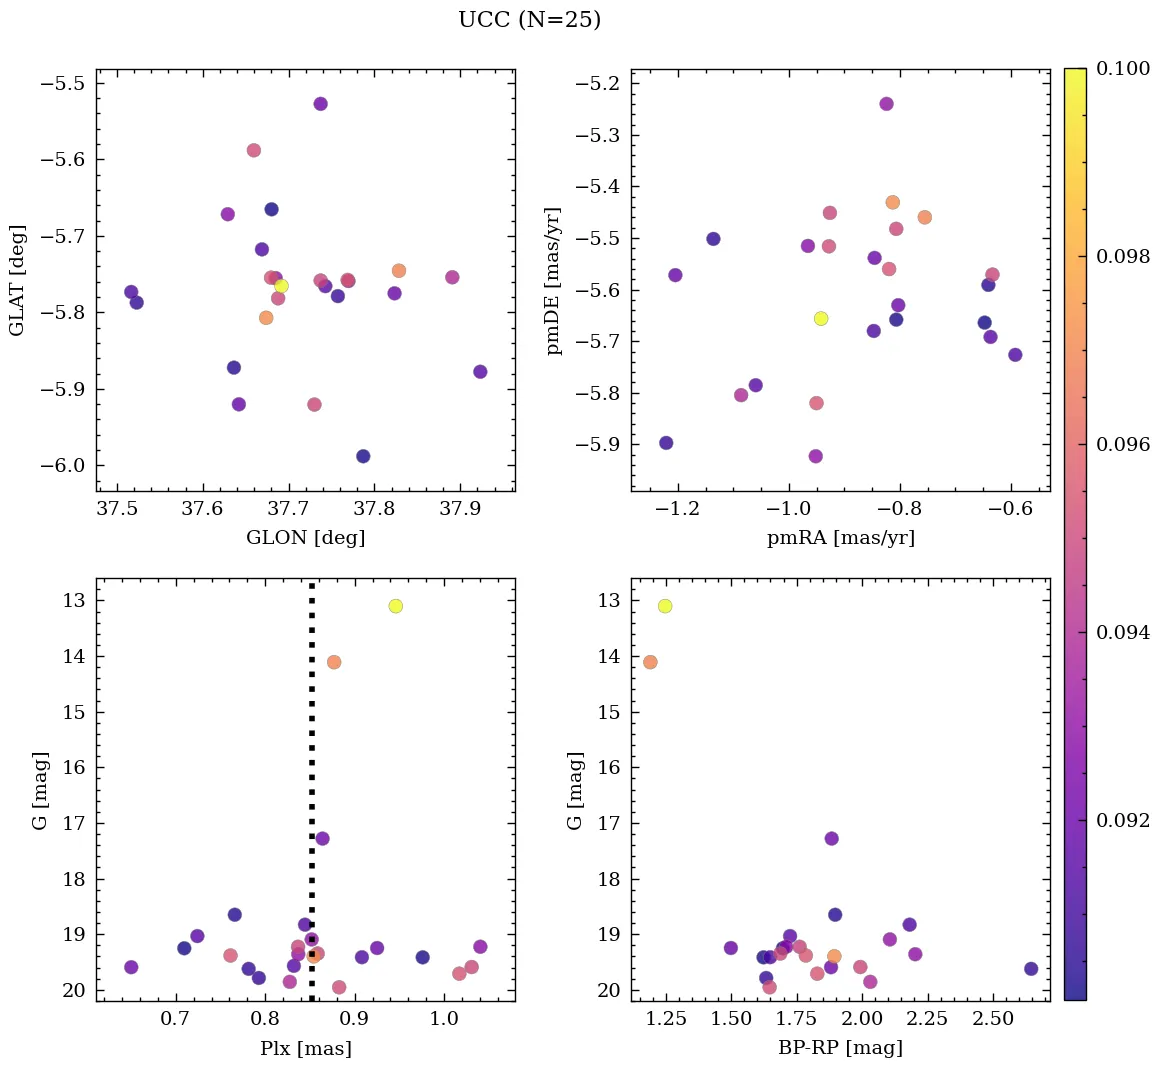 UCC (N=25)
−5.5
−5.6
−5.7
−5.8
−5.9
−6.0
GLAT [deg]
37.5 37.6 37.7 37.8 37.9
GLON [deg]
−5.2
−5.3
−5.4
−5.5
−5.6
−5.7
−5.8
−5.9
pmDE [mas/yr]
−1.2 −1.0 −0.8 −0.6
pmRA [mas/yr]
13
14
15
16
17
18
19
20
G [mag]
0.7 0.8 0.9 1.0
Plx [mas]
13
14
15
16
17
18
19
20
G [mag]
1.25 1.50 1.75 2.00 2.25 2.50
BP-RP [mag]
0.100
0.098
0.096
0.094
0.092